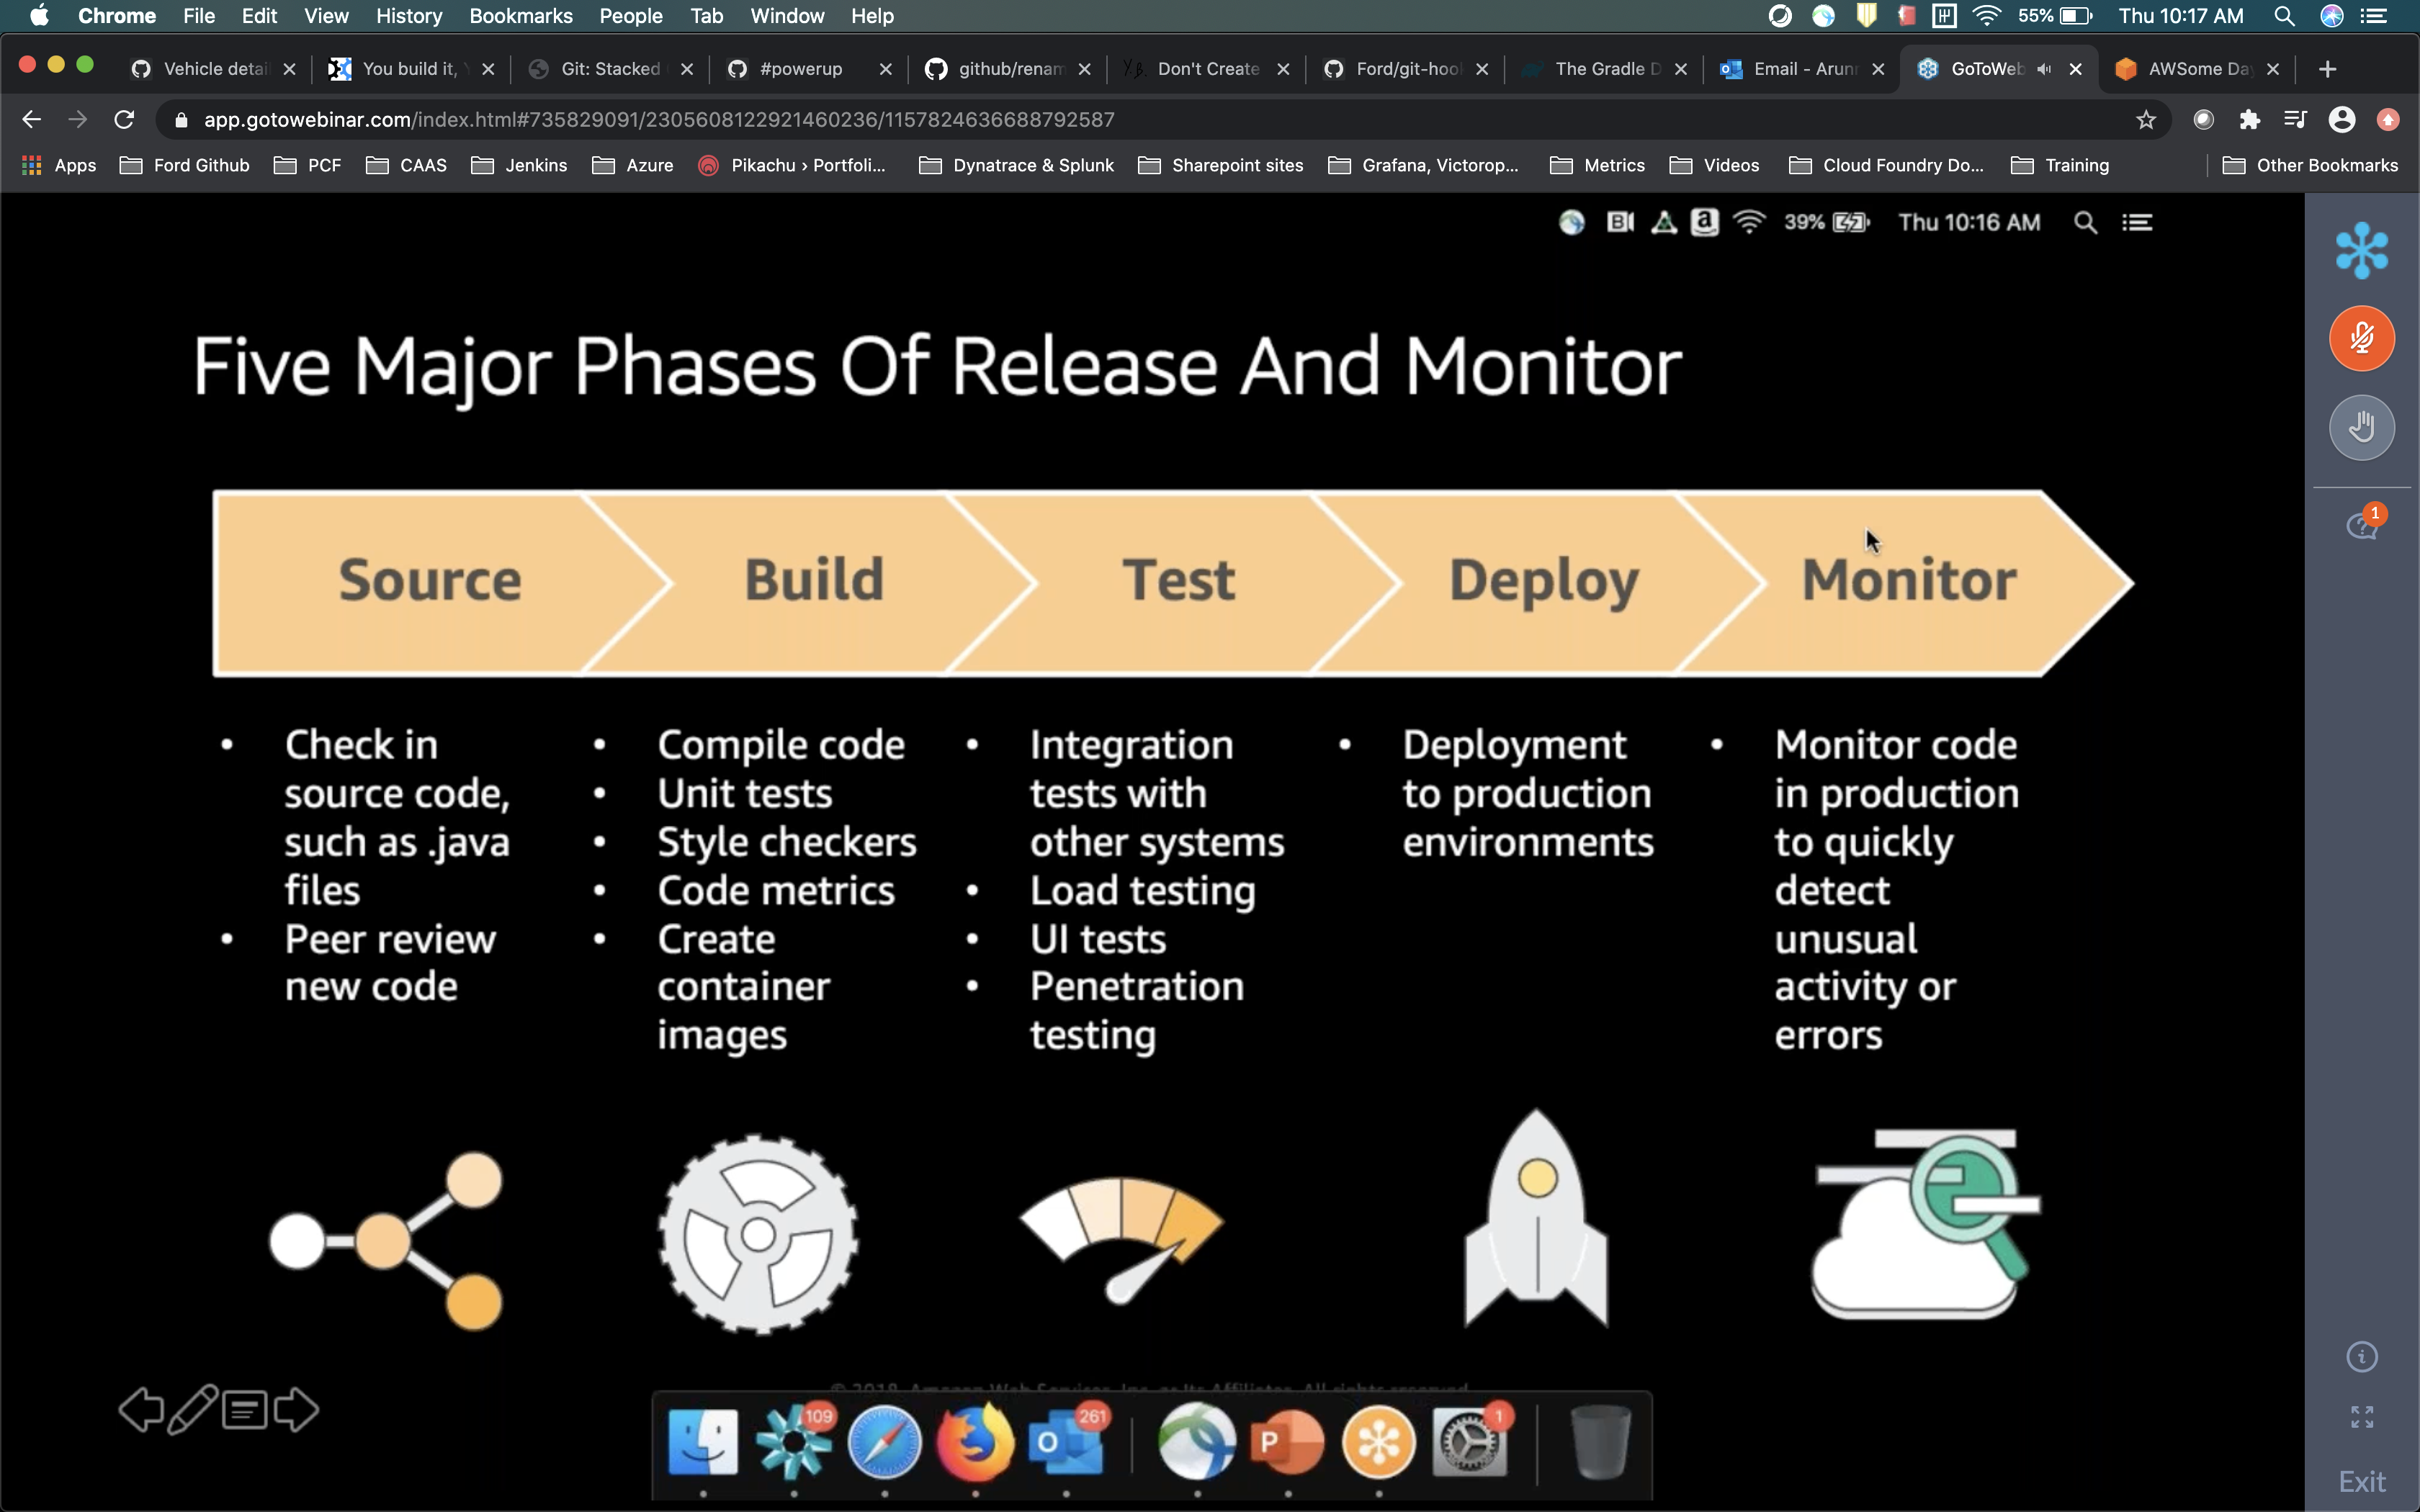 Chrome File Edit View History Bookmarks People Tab Window Help 55% Thu 10:17 AM
Vehicle detai You build it, Git: Stacked #powerup github/renam Don't Create Ford/git-hoo The Gradle D Email - Arun GoToWeb AWSome Da
app.gotowebinar.com/index.html#735829091/2305608122921460236/1157824636688792587
Apps Ford Github PCF CAAS Jenkins Azure Pikachu › Portfoli... Dynatrace & Splunk Sharepoint sites Grafana, Victorop... Metrics Videos Cloud Foundry Do... Training Other Bookmarks
39% Thu 10:16 AM
Five Major Phases Of Release And Monitor
1
Source Build Test Deploy Monitor
• Check in
source code,
such as .java
files
• Peer review
new code
• Compile code
• Unit tests
• Style checkers
• Code metrics
• Create
container
images
• Integration
tests with
other systems
• Load testing
• UI tests
• Penetration
testing
• Deployment
to production
environments
• Monitor code
in production
to quickly
detect
unusual
activity or
errors
© 2018, Amazon Web Services, Inc. or Its Affiliates. All rights reserved.
109 261 1
Exit